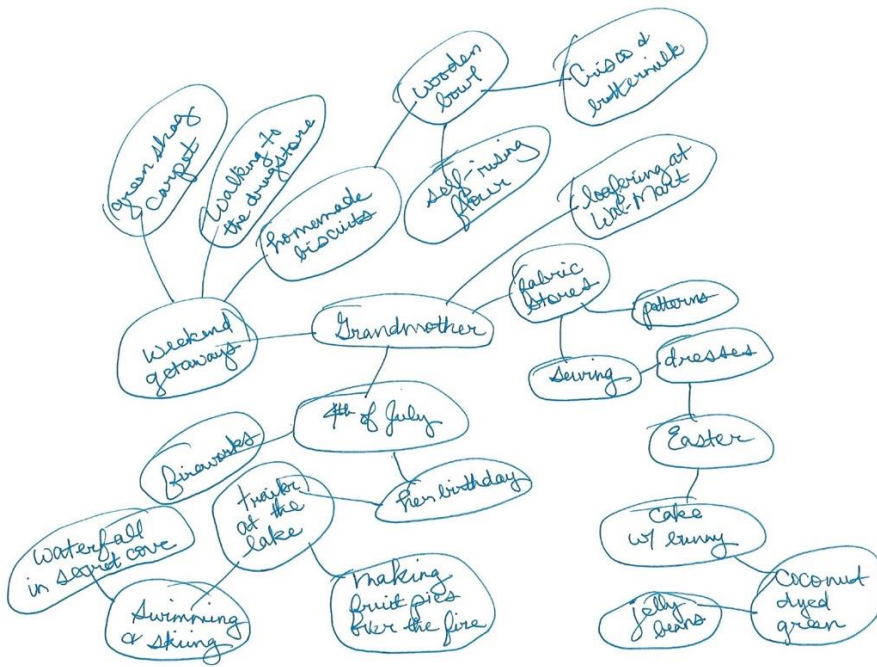 wooden
bowl
Crisco &
buttermilk
green shag
carpet
Walking to
the drugstore
homemade
biscuits
self-rising
flour
loafering at
Wal-Mart
fabric
stores
patterns
Weekend
getaways
Grandmother
sewing
dresses
4th of July
Easter
fireworks
trailer
at the
lake
her birthday
cake
w/ bunny
waterfall
in secret cove
swimming
& skiing
making
fruit pies
over the fire
jelly
beans
coconut
dyed
green